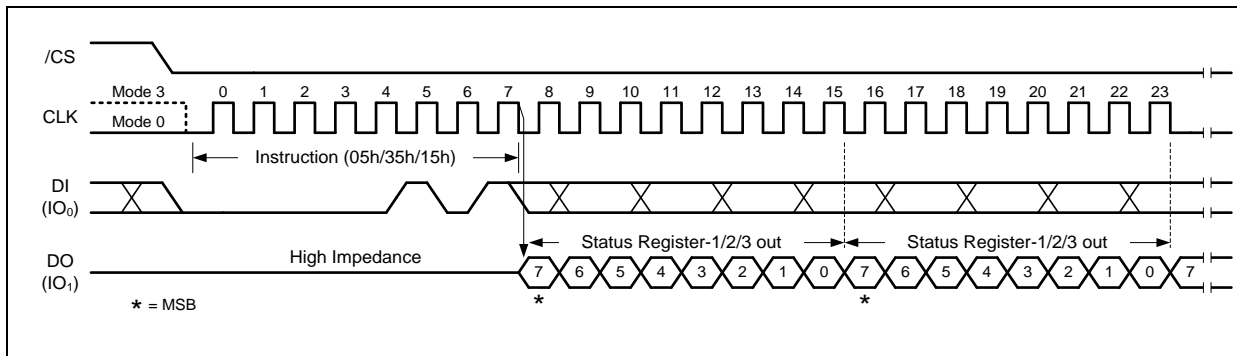 /CS
Mode 3
0 1 2 3 4 5 6 7 8 9 10 11 12 13 14 15 16 17 18 19 20 21 22 23
CLK
Mode 0
Instruction (05h/35h/15h)
DI
(IO₀)
Status Register-1/2/3 out Status Register-1/2/3 out
High Impedance
DO
(IO₁)
7 6 5 4 3 2 1 0 7 6 5 4 3 2 1 0 7
* *
* = MSB